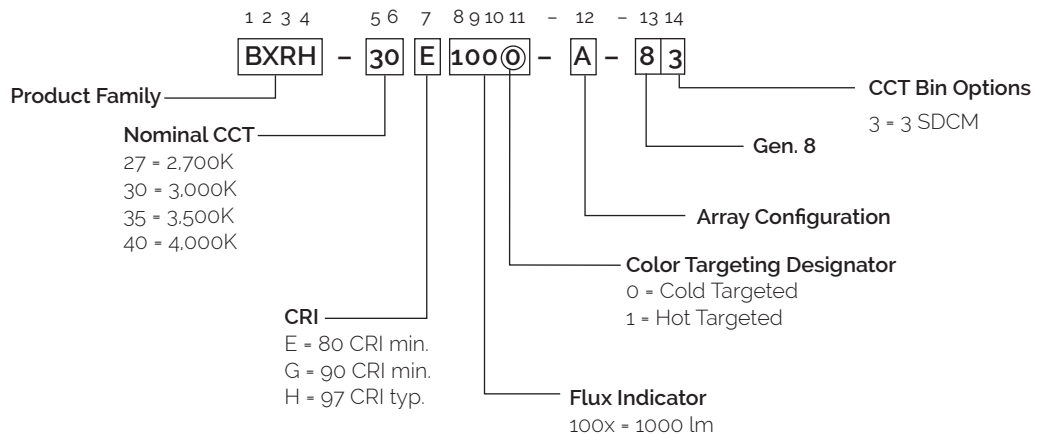 1 2 3 4 5 6 7 8 9 10 11 – 12 – 13 14
BXRH – 30 E 1000 – A – 8 3
Product Family
CCT Bin Options
3 = 3 SDCM
Nominal CCT
27 = 2,700K
30 = 3,000K
35 = 3,500K
40 = 4,000K
Gen. 8
Array Configuration
Color Targeting Designator
0 = Cold Targeted
1 = Hot Targeted
CRI
E = 80 CRI min.
G = 90 CRI min.
H = 97 CRI typ.
Flux Indicator
100x = 1000 lm